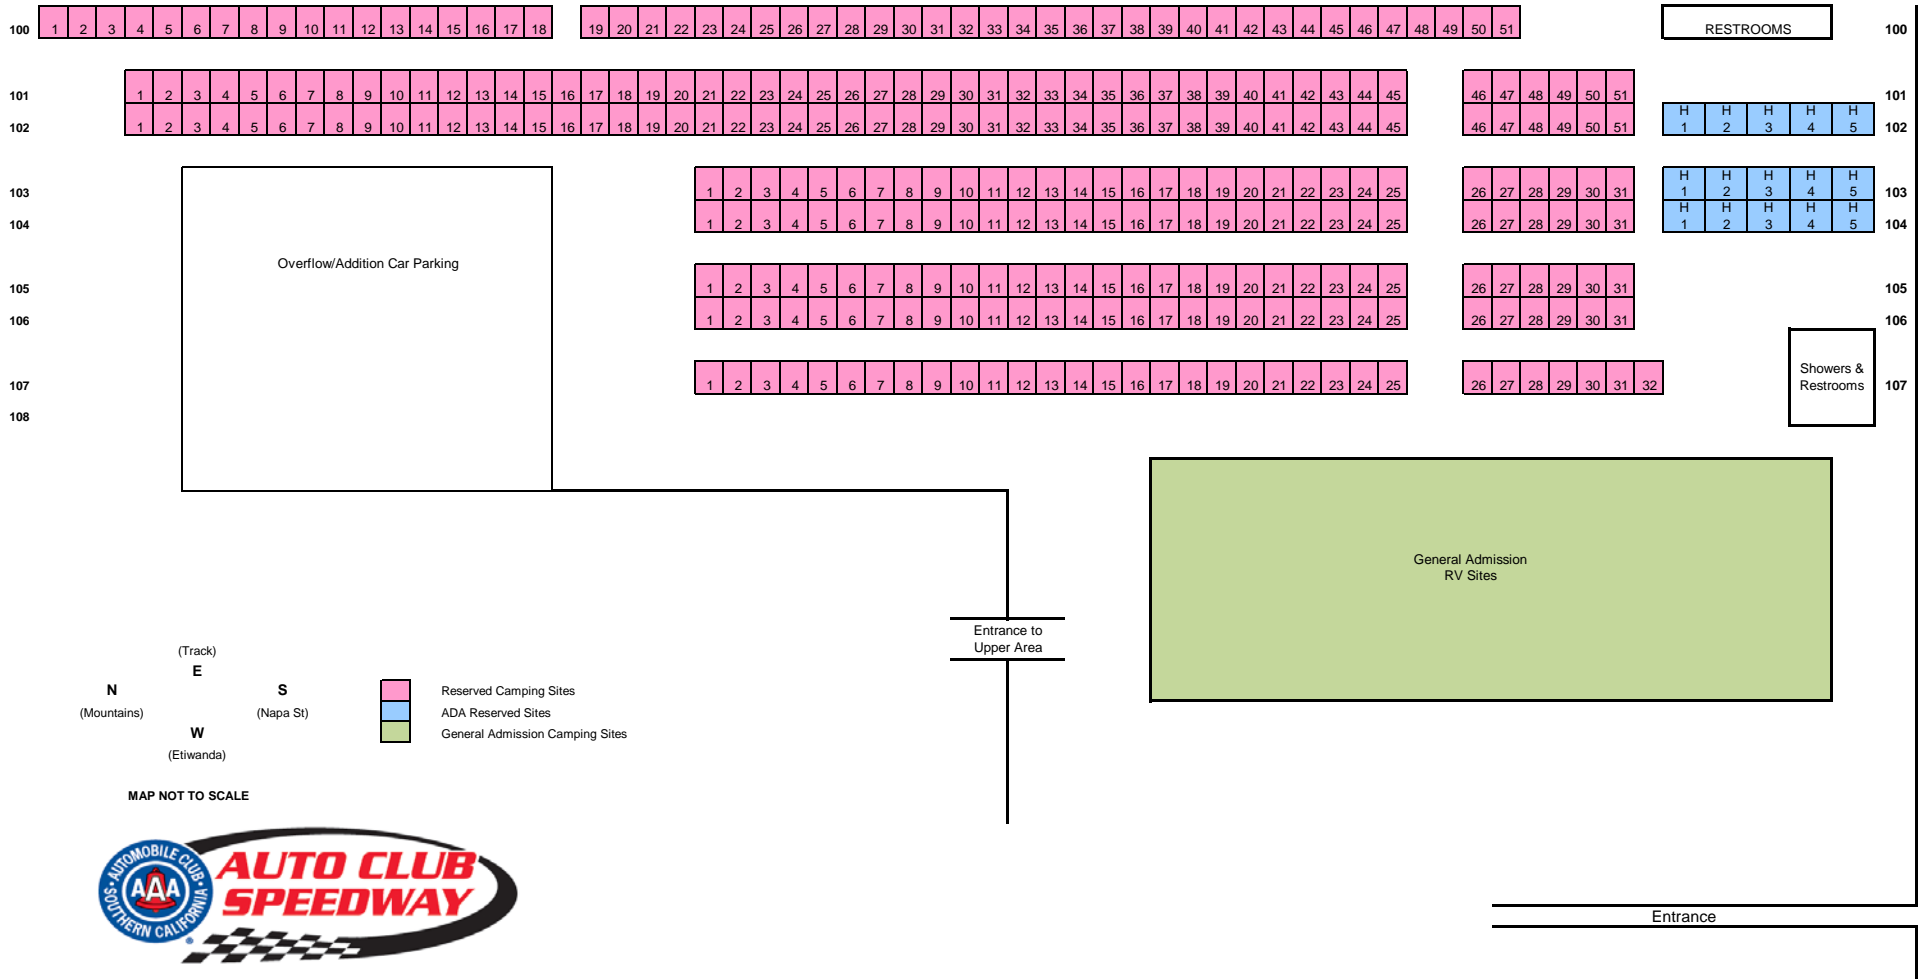 100 1 2 3 4 5 6 7 8 9 10 11 12 13 14 15 16 17 18 19 20 21 22 23 24 25 26 27 28 29 30 31 32 33 34 35 36 37 38 39 40 41 42 43 44 45 46 47 48 49 50 51 RESTROOMS 100
101 1 2 3 4 5 6 7 8 9 10 11 12 13 14 15 16 17 18 19 20 21 22 23 24 25 26 27 28 29 30 31 32 33 34 35 36 37 38 39 40 41 42 43 44 45 46 47 48 49 50 51 101
H H H H H
102 1 2 3 4 5 6 7 8 9 10 11 12 13 14 15 16 17 18 19 20 21 22 23 24 25 26 27 28 29 30 31 32 33 34 35 36 37 38 39 40 41 42 43 44 45 46 47 48 49 50 51 1 2 3 4 5 102
H H H H H
103 1 2 3 4 5 6 7 8 9 10 11 12 13 14 15 16 17 18 19 20 21 22 23 24 25 26 27 28 29 30 31 1 2 3 4 5 103
H H H H H
104 1 2 3 4 5 6 7 8 9 10 11 12 13 14 15 16 17 18 19 20 21 22 23 24 25 26 27 28 29 30 31 1 2 3 4 5 104
Overflow/Addition Car Parking
105 1 2 3 4 5 6 7 8 9 10 11 12 13 14 15 16 17 18 19 20 21 22 23 24 25 26 27 28 29 30 31 105
106 1 2 3 4 5 6 7 8 9 10 11 12 13 14 15 16 17 18 19 20 21 22 23 24 25 26 27 28 29 30 31 106
Showers &
Restrooms
107 1 2 3 4 5 6 7 8 9 10 11 12 13 14 15 16 17 18 19 20 21 22 23 24 25 26 27 28 29 30 31 32 107
108
General Admission
RV Sites
Entrance to
Upper Area
(Track)
E
N S
(Mountains) (Napa St)
W
(Etiwanda)
Reserved Camping Sites
ADA Reserved Sites
General Admission Camping Sites
MAP NOT TO SCALE
AUTOMOBILE CLUB
AAA
SOUTHERN CALIFORNIA
®
AUTO CLUB
SPEEDWAY
Entrance